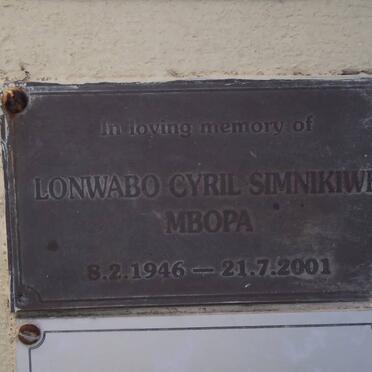 In loving memory of
LONWABO CYRIL SIMNIKIWE
MBOPA
8.2.1946 — 21.7.2001